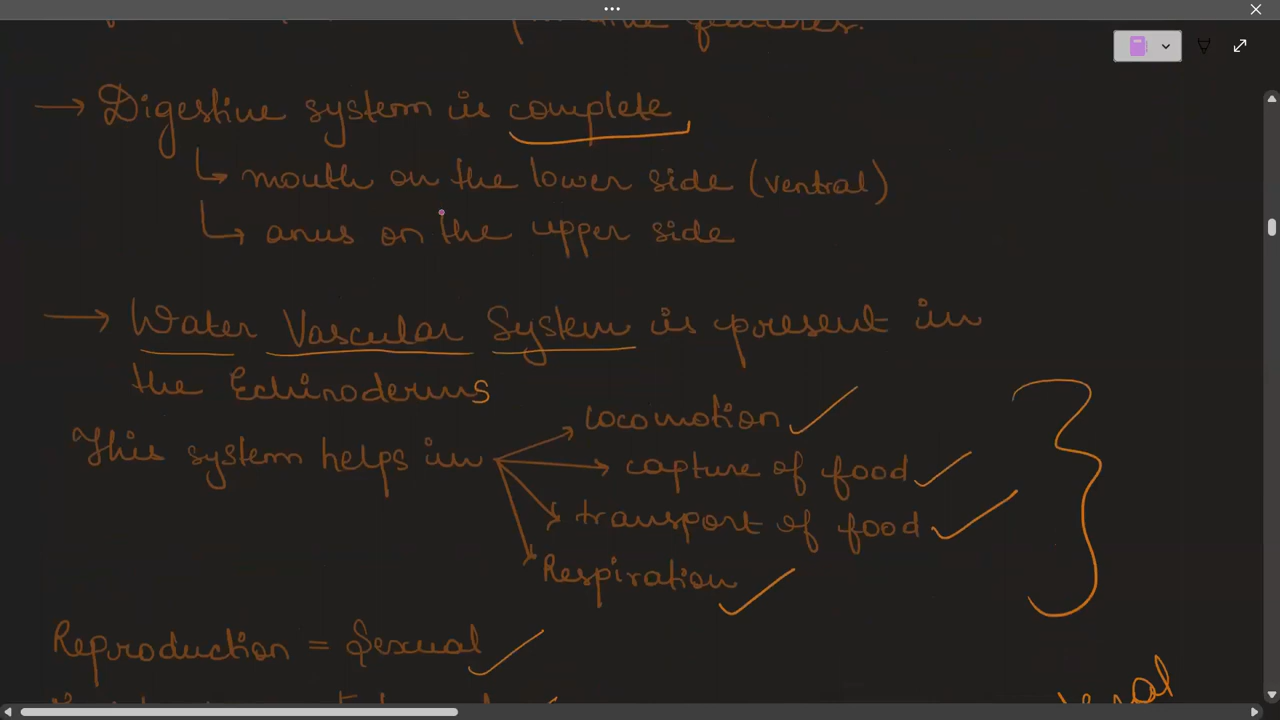 features.
→ Digestive system is complete
↳ mouth on the lower side (ventral)
↳ anus on the upper side
→ Water Vascular System is present in
the Echinoderms
This system helps in
Locomotion ✓
capture of food ✓
transport of food ✓
Respiration ✓
Reproduction = Sexual ✓